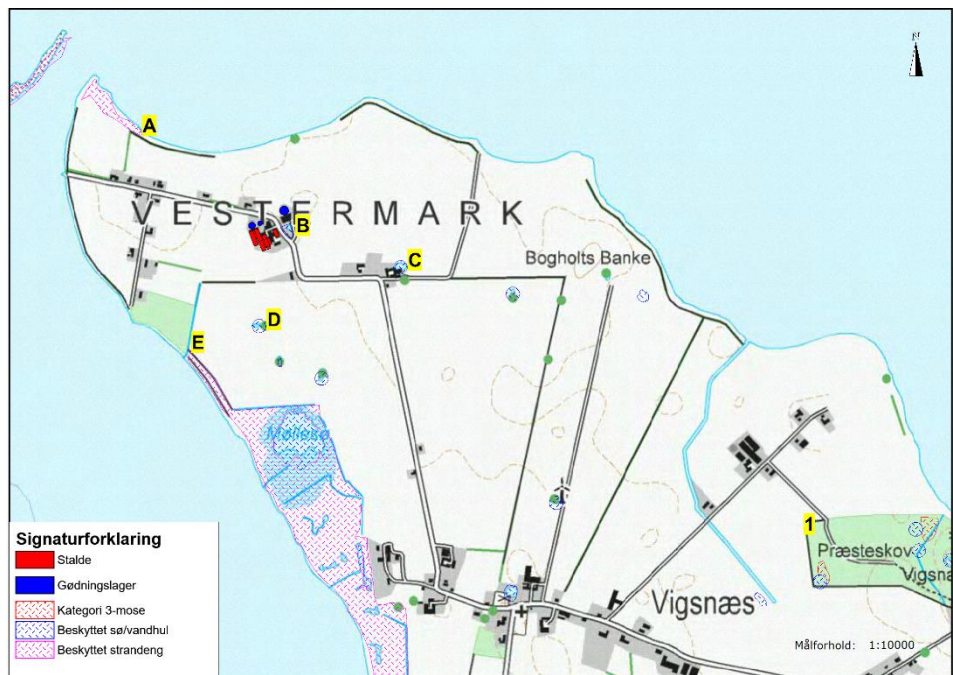 N
A
VESTERMARK
B
C
Bogholts Banke
D
E
Møllesø
1
Præsteskov
Vigsnæs
Målforhold: 1:10000
Signaturforklaring
Stalde
Gødningslager
Kategori 3-mose
Beskyttet sø/vandhul
Beskyttet strandeng